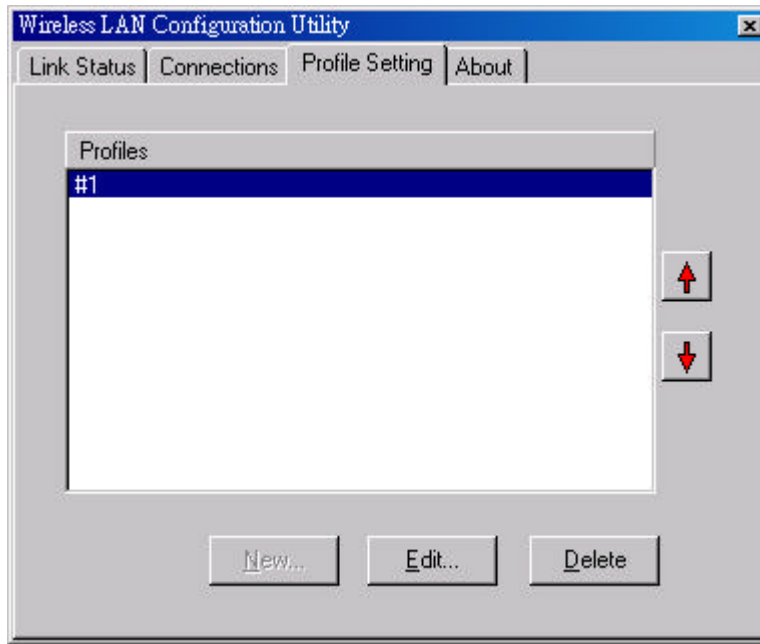 Wireless LAN Configuration Utility
Link Status Connections Profile Setting About
Profiles
#1
New... Edit... Delete